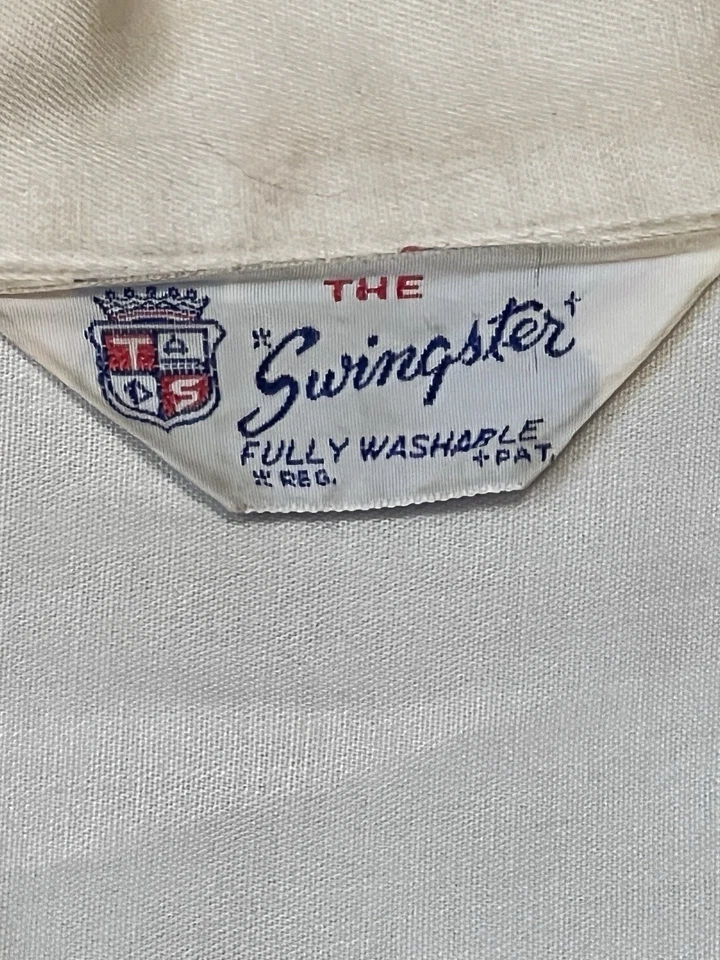 THE
*Swingster+
FULLY WASHABLE
*REG. +PAT.
T
S